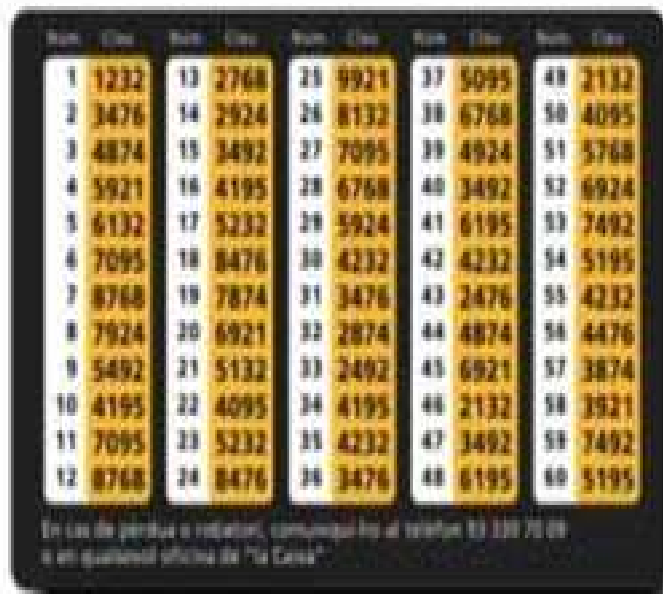 Núm Clau Núm Clau Núm Clau Núm Clau Núm Clau
1 1232 13 2768 25 9921 37 5095 49 2132
2 3476 14 2924 26 8132 38 6768 50 4095
3 4874 15 3492 27 7095 39 4924 51 5768
4 5921 16 4195 28 6768 40 3492 52 6924
5 6132 17 5232 29 5924 41 6195 53 7492
6 7095 18 8476 30 4232 42 4232 54 5195
7 8768 19 7874 31 3476 43 2476 55 4232
8 7924 20 6921 32 2874 44 4874 56 4476
9 5492 21 5132 33 2492 45 6921 57 3874
10 4195 22 4095 34 4195 46 2132 58 3921
11 7095 23 5232 35 4232 47 3492 59 7492
12 8768 24 8476 36 3476 48 6195 60 5195
En cas de pèrdua o robatori, comuniqui-ho al telèfon
o en qualsevol oficina de "la Caixa"